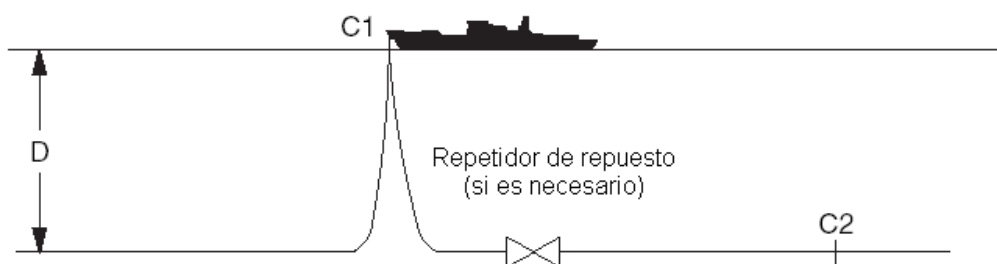 C1
D
Repetidor de repuesto
(si es necesario)
C2